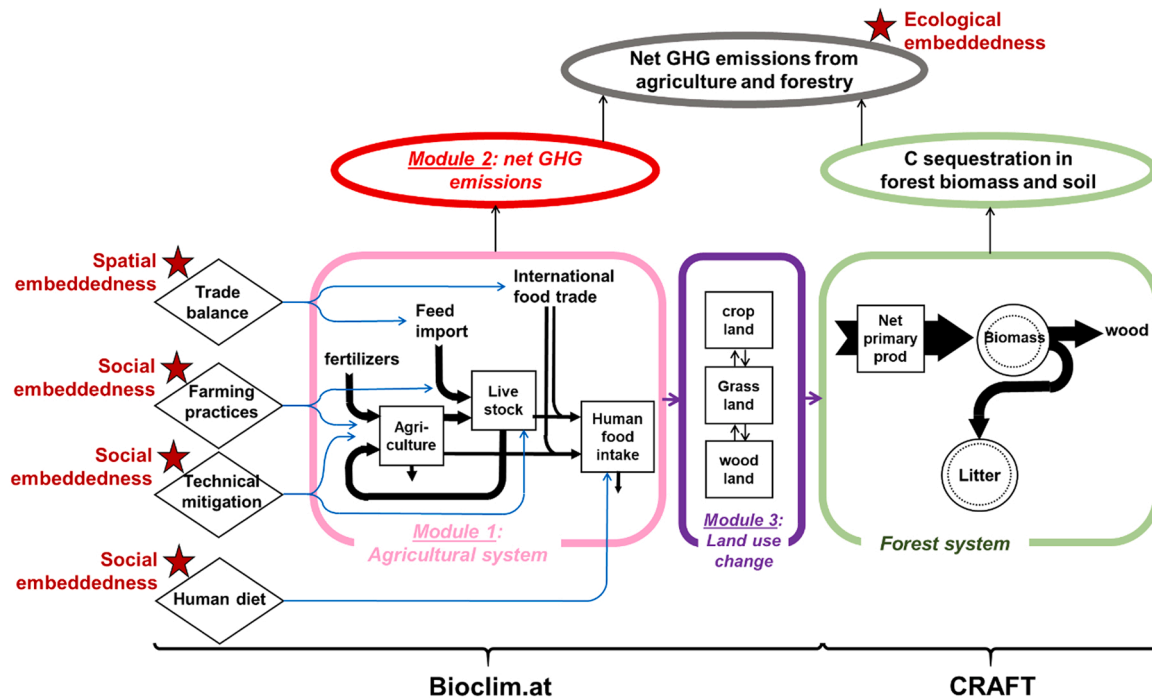 Ecological
embeddedness
Net GHG emissions from
agriculture and forestry
Module 2: net GHG
emissions
C sequestration in
forest biomass and soil
Spatial
embeddedness
Trade
balance
Social
embeddedness
Farming
practices
Social
embeddedness
Technical
mitigation
Social
embeddedness
Human diet
International
food trade
Feed
import
fertilizers
Live
stock
Agri-
culture
Human
food
intake
Module 1:
Agricultural system
crop
land
Grass
land
wood
land
Module 3:
Land use
change
Net
primary
prod
Biomass
wood
Litter
Forest system
Bioclim.at
CRAFT